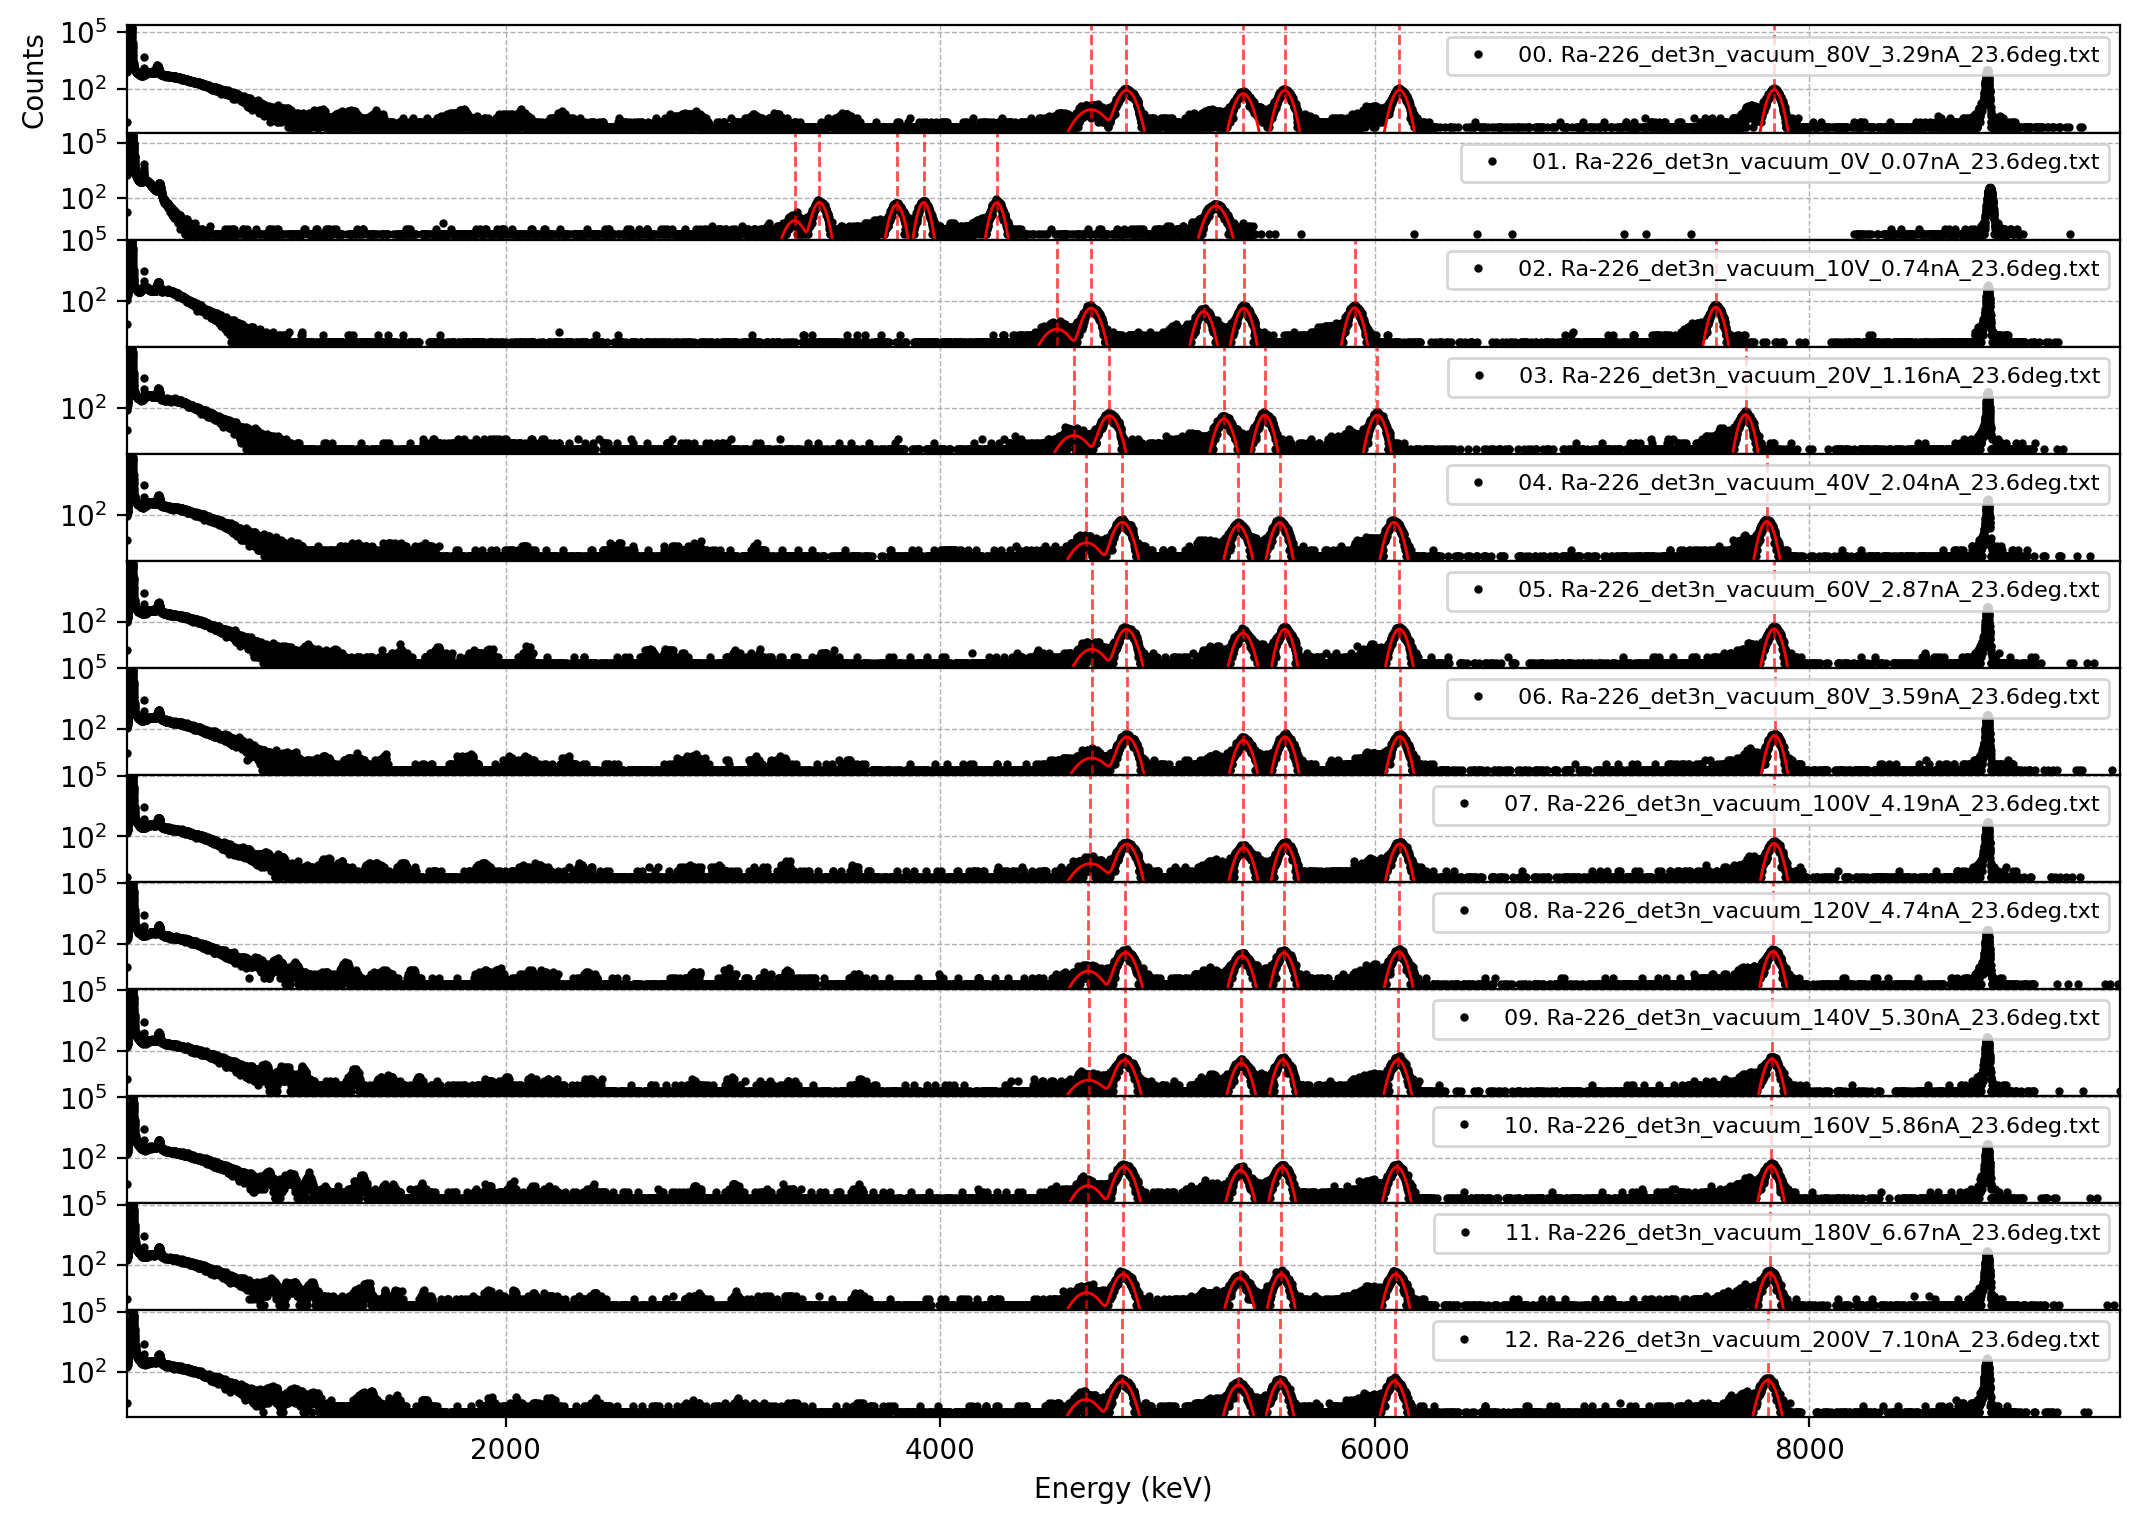 Counts
10⁵
10²
00. Ra-226_det3n_vacuum_80V_3.29nA_23.6deg.txt
10⁵
10²
01. Ra-226_det3n_vacuum_0V_0.07nA_23.6deg.txt
10⁵
10²
02. Ra-226_det3n_vacuum_10V_0.74nA_23.6deg.txt
10²
03. Ra-226_det3n_vacuum_20V_1.16nA_23.6deg.txt
10²
04. Ra-226_det3n_vacuum_40V_2.04nA_23.6deg.txt
10²
05. Ra-226_det3n_vacuum_60V_2.87nA_23.6deg.txt
10⁵
10²
06. Ra-226_det3n_vacuum_80V_3.59nA_23.6deg.txt
10⁵
10²
07. Ra-226_det3n_vacuum_100V_4.19nA_23.6deg.txt
10⁵
10²
08. Ra-226_det3n_vacuum_120V_4.74nA_23.6deg.txt
10⁵
10²
09. Ra-226_det3n_vacuum_140V_5.30nA_23.6deg.txt
10⁵
10²
10. Ra-226_det3n_vacuum_160V_5.86nA_23.6deg.txt
10⁵
10²
11. Ra-226_det3n_vacuum_180V_6.67nA_23.6deg.txt
10⁵
10²
12. Ra-226_det3n_vacuum_200V_7.10nA_23.6deg.txt
2000 4000 6000 8000
Energy (keV)